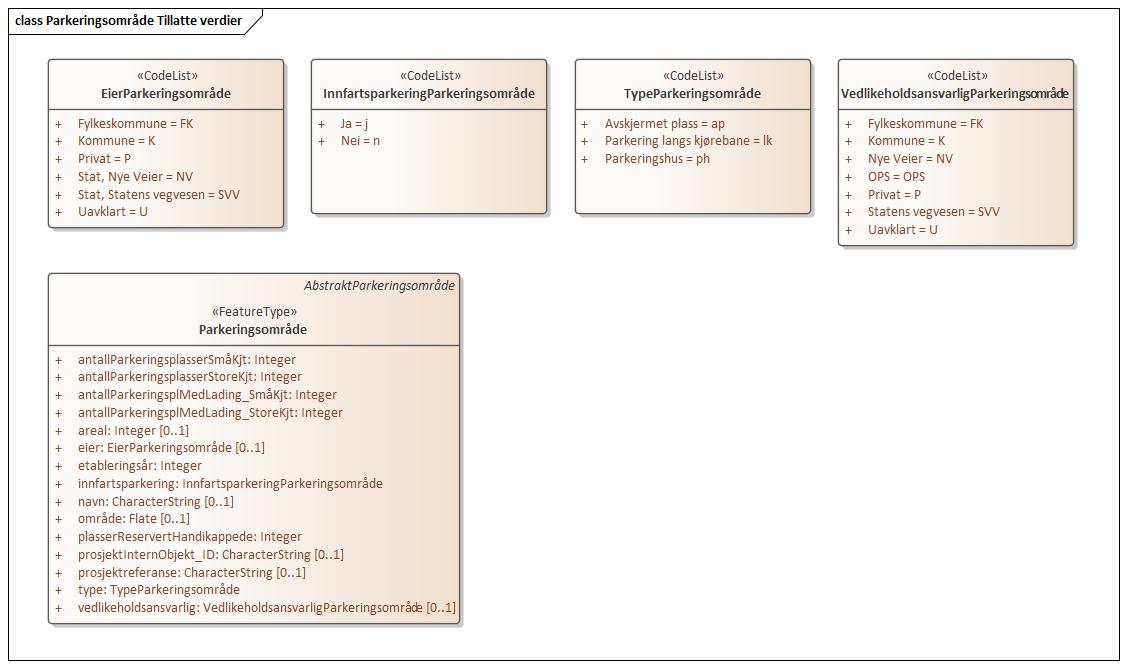 class Parkeringsområde Tillatte verdier
«CodeList»
EierParkeringsområde
+ Fylkeskommune = FK
+ Kommune = K
+ Privat = P
+ Stat, Nye Veier = NV
+ Stat, Statens vegvesen = SVV
+ Uavklart = U
«CodeList»
InnfartsparkeringParkeringsområde
+ Ja = j
+ Nei = n
«CodeList»
TypeParkeringsområde
+ Avskjermet plass = ap
+ Parkering langs kjørebane = lk
+ Parkeringshus = ph
«CodeList»
VedlikeholdsansvarligParkeringsområde
+ Fylkeskommune = FK
+ Kommune = K
+ Nye Veier = NV
+ OPS = OPS
+ Privat = P
+ Statens vegvesen = SVV
+ Uavklart = U
AbstraktParkeringsområde
«FeatureType»
Parkeringsområde
+ antallParkeringsplasserSmåKjt: Integer
+ antallParkeringsplasserStoreKjt: Integer
+ antallParkeringsplMedLading_SmåKjt: Integer
+ antallParkeringsplMedLading_StoreKjt: Integer
+ areal: Integer [0..1]
+ eier: EierParkeringsområde [0..1]
+ etableringsår: Integer
+ innfartsparkering: InnfartsparkeringParkeringsområde
+ navn: CharacterString [0..1]
+ område: Flate [0..1]
+ plasserReservertHandikappede: Integer
+ prosjektInternObjekt_ID: CharacterString [0..1]
+ prosjektreferanse: CharacterString [0..1]
+ type: TypeParkeringsområde
+ vedlikeholdsansvarlig: VedlikeholdsansvarligParkeringsområde [0..1]